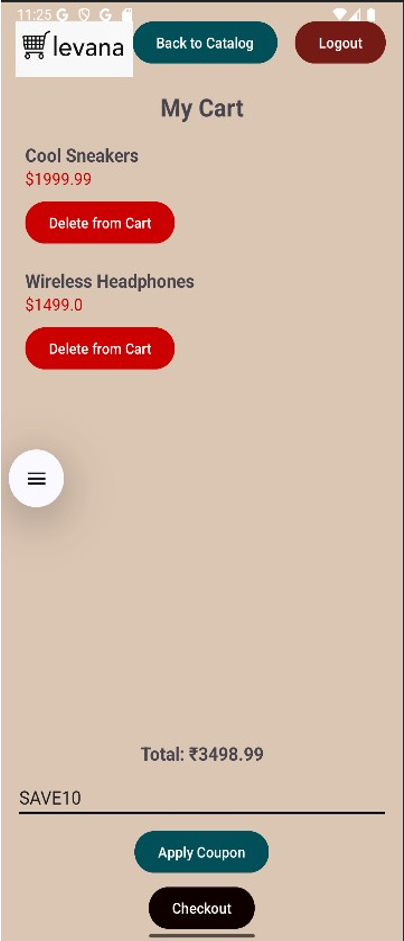 11:25 G G
levana
Back to Catalog
Logout
My Cart
Cool Sneakers
$1999.99
Delete from Cart
Wireless Headphones
$1499.0
Delete from Cart
Total: ₹3498.99
SAVE10
Apply Coupon
Checkout